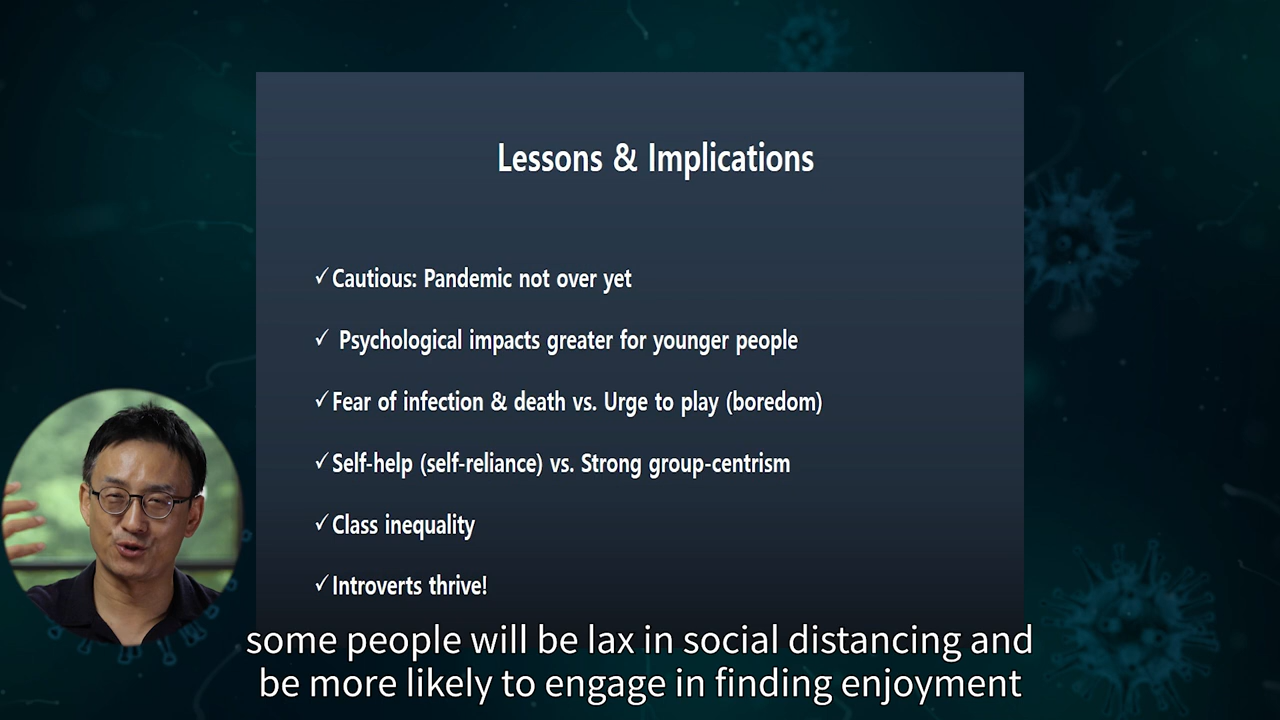 Lessons & Implications
✓Cautious: Pandemic not over yet
✓ Psychological impacts greater for younger people
✓Fear of infection & death vs. Urge to play (boredom)
✓Self-help (self-reliance) vs. Strong group-centrism
✓Class inequality
✓Introverts thrive!
some people will be lax in social distancing and
be more likely to engage in finding enjoyment